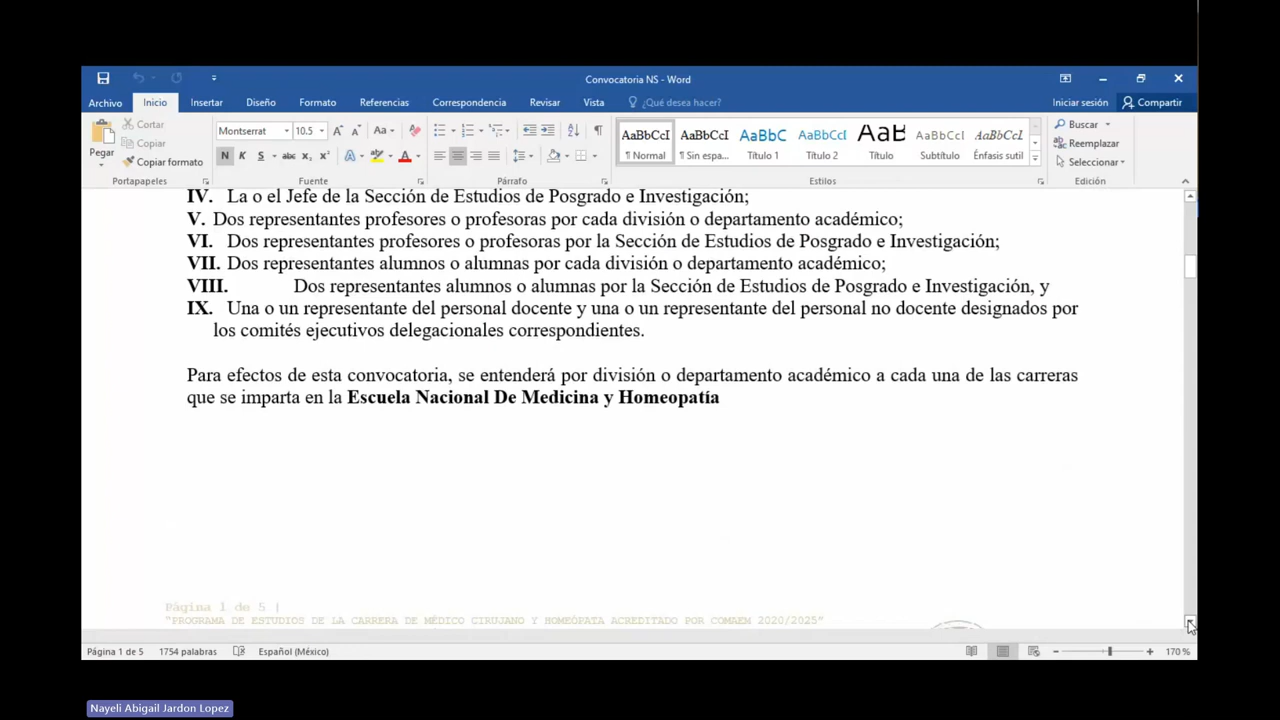 Convocatoria NS - Word
Archivo Inicio Insertar Diseño Formato Referencias Correspondencia Revisar Vista ¿Qué desea hacer? Iniciar sesión Compartir
Pegar
Cortar
Copiar
Copiar formato
Portapapeles
Montserrat 10.5
N K S abc x₂ x²
Fuente
Párrafo
AaBbCcI AaBbCcI AaBbC AaBbCcI AaB AaBbCcI AaBbCcI
¶ Normal ¶ Sin espa... Título 1 Título 2 Título Subtítulo Énfasis sutil
Estilos
Buscar
Reemplazar
Seleccionar
Edición
IV. La o el Jefe de la Sección de Estudios de Posgrado e Investigación;
V. Dos representantes profesores o profesoras por cada división o departamento académico;
VI. Dos representantes profesores o profesoras por la Sección de Estudios de Posgrado e Investigación;
VII. Dos representantes alumnos o alumnas por cada división o departamento académico;
VIII. Dos representantes alumnos o alumnas por la Sección de Estudios de Posgrado e Investigación, y
IX. Una o un representante del personal docente y una o un representante del personal no docente designados por
los comités ejecutivos delegacionales correspondientes.
Para efectos de esta convocatoria, se entenderá por división o departamento académico a cada una de las carreras
que se imparta en la Escuela Nacional De Medicina y Homeopatía
Página 1 de 5 |
"PROGRAMA DE ESTUDIOS DE LA CARRERA DE MÉDICO CIRUJANO Y HOMEÓPATA ACREDITADO POR COMAEM 2020/2025"
Página 1 de 5 1754 palabras Español (México) 170 %
Nayeli Abigail Jardon Lopez